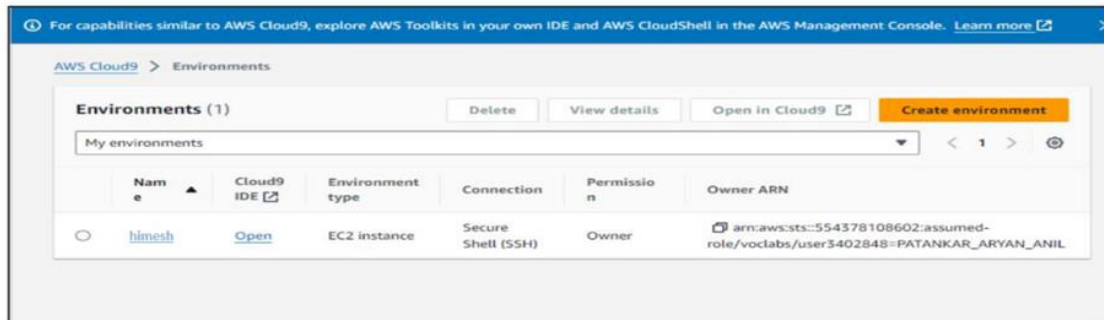 For capabilities similar to AWS Cloud9, explore AWS Toolkits in your own IDE and AWS CloudShell in the AWS Management Console. Learn more
AWS Cloud9 > Environments
Environments (1) Delete View details Open in Cloud9 Create environment
My environments < 1 >
Nam
e Cloud9
IDE Environment
type Connection Permissio
n Owner ARN
himesh Open EC2 instance Secure
Shell (SSH) Owner arn:aws:sts::554378108602:assumed-
role/voclabs/user3402848=PATANKAR_ARYAN_ANIL